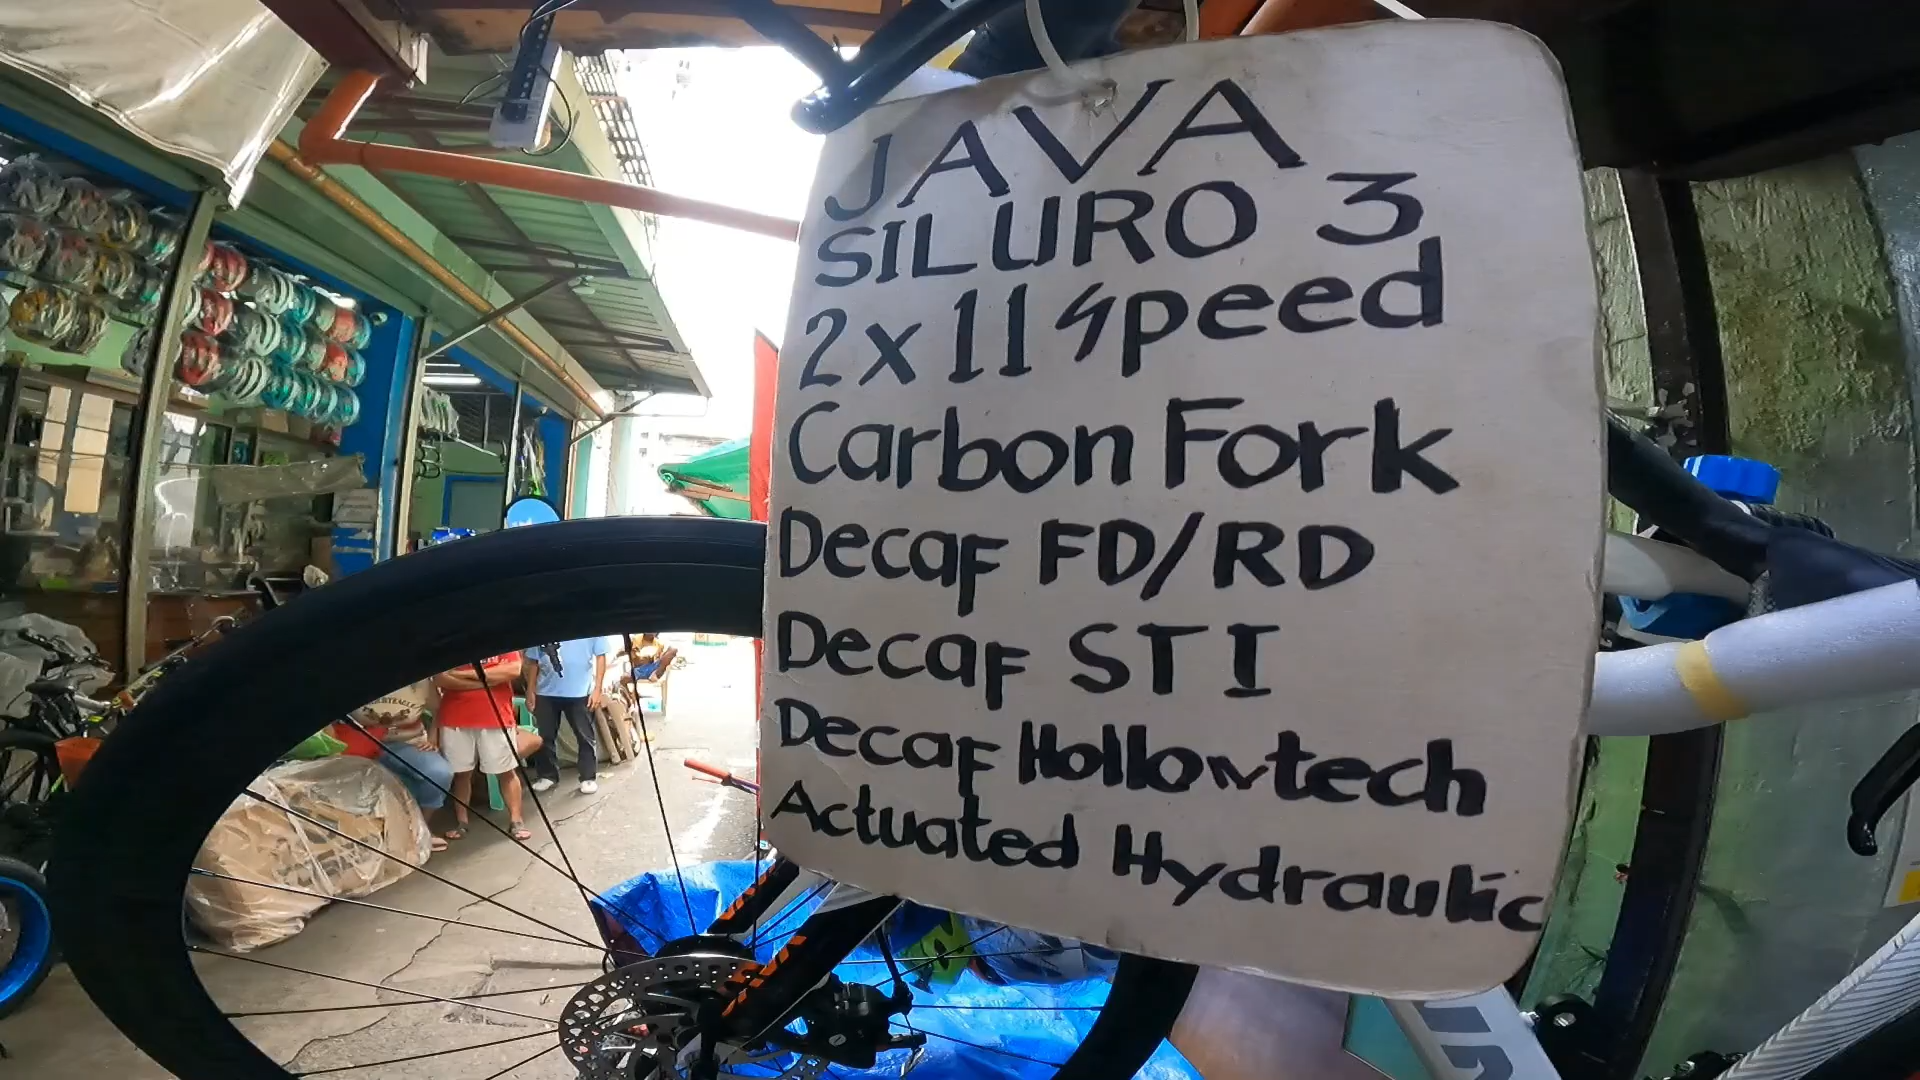 JAVA
SILURO 3
2x11 speed
Carbon Fork
Decaf FD/RD
Decaf STI
Decaf Hollowtech
Actuated Hydraulic